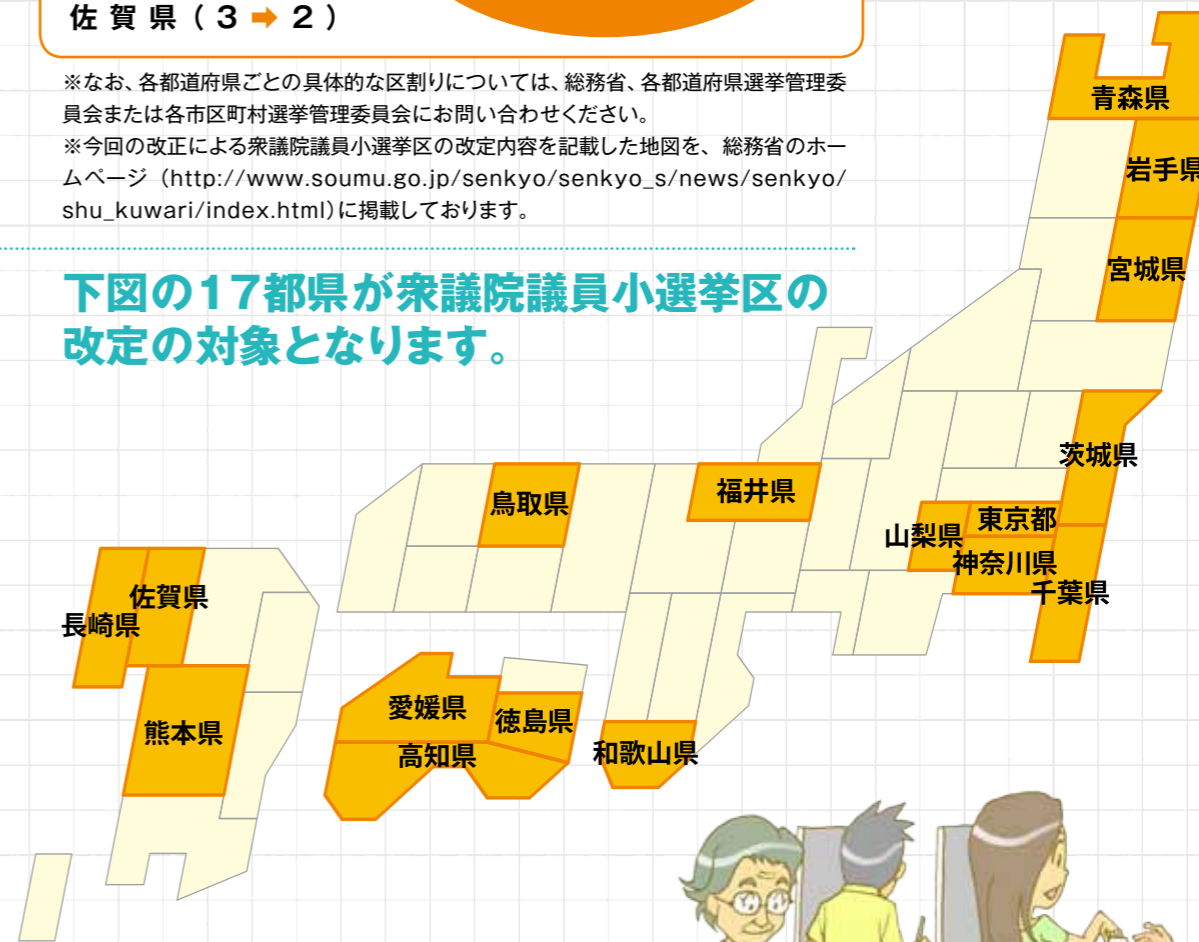 佐賀県（3➡2）
※なお、各都道府県ごとの具体的な区割りについては、総務省、各都道府県選挙管理委
員会または各市区町村選挙管理委員会にお問い合わせください。
※今回の改正による衆議院議員小選挙区の改定内容を記載した地図を、総務省のホー
ムページ（http://www.soumu.go.jp/senkyo/senkyo_s/news/senkyo/
shu_kuwari/index.html）に掲載しております。
下図の17都県が衆議院議員小選挙区の
改定の対象となります。
青森県
岩手県
宮城県
茨城県
福井県
鳥取県
東京都
山梨県
神奈川県
千葉県
佐賀県
長崎県
愛媛県
徳島県
熊本県
高知県
和歌山県